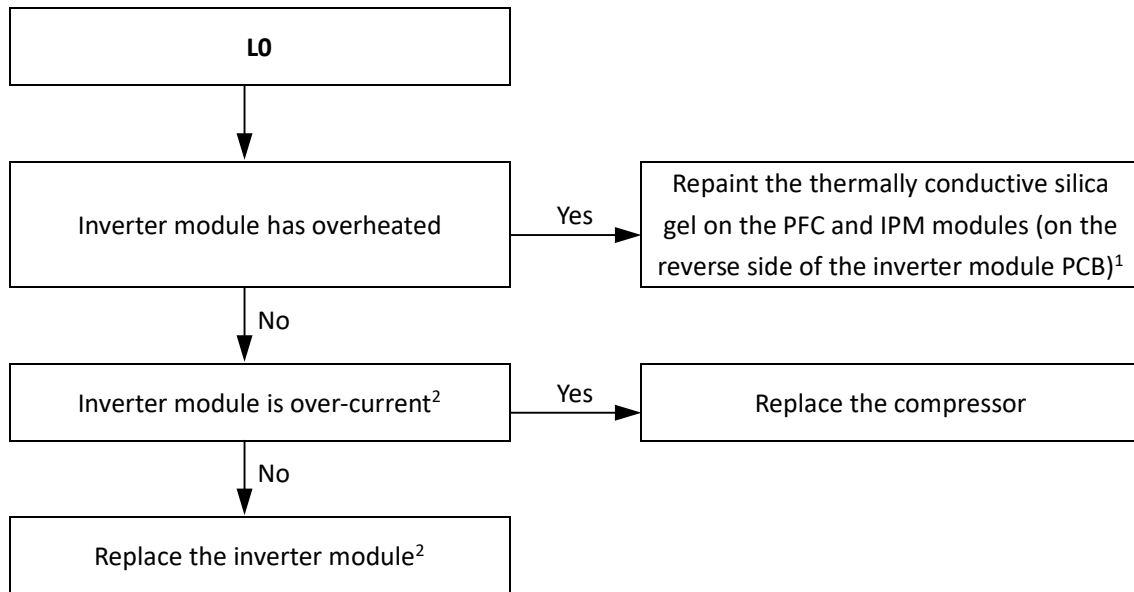 L0
Inverter module has overheated
Yes
Repaint the thermally conductive silica
gel on the PFC and IPM modules (on the
reverse side of the inverter module PCB)¹
No
Inverter module is over-current²
Yes
Replace the compressor
No
Replace the inverter module²